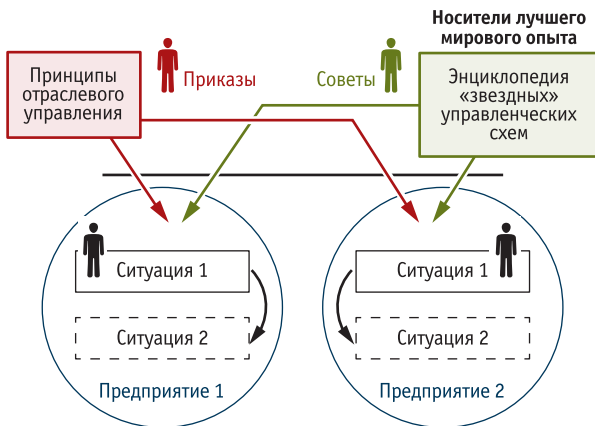 Носители лучшего
мирового опыта
Принципы
отраслевого
управления
Приказы
Советы
Энциклопедия
«звездных»
управленческих
схем
Ситуация 1
Ситуация 2
Предприятие 1
Ситуация 1
Ситуация 2
Предприятие 2